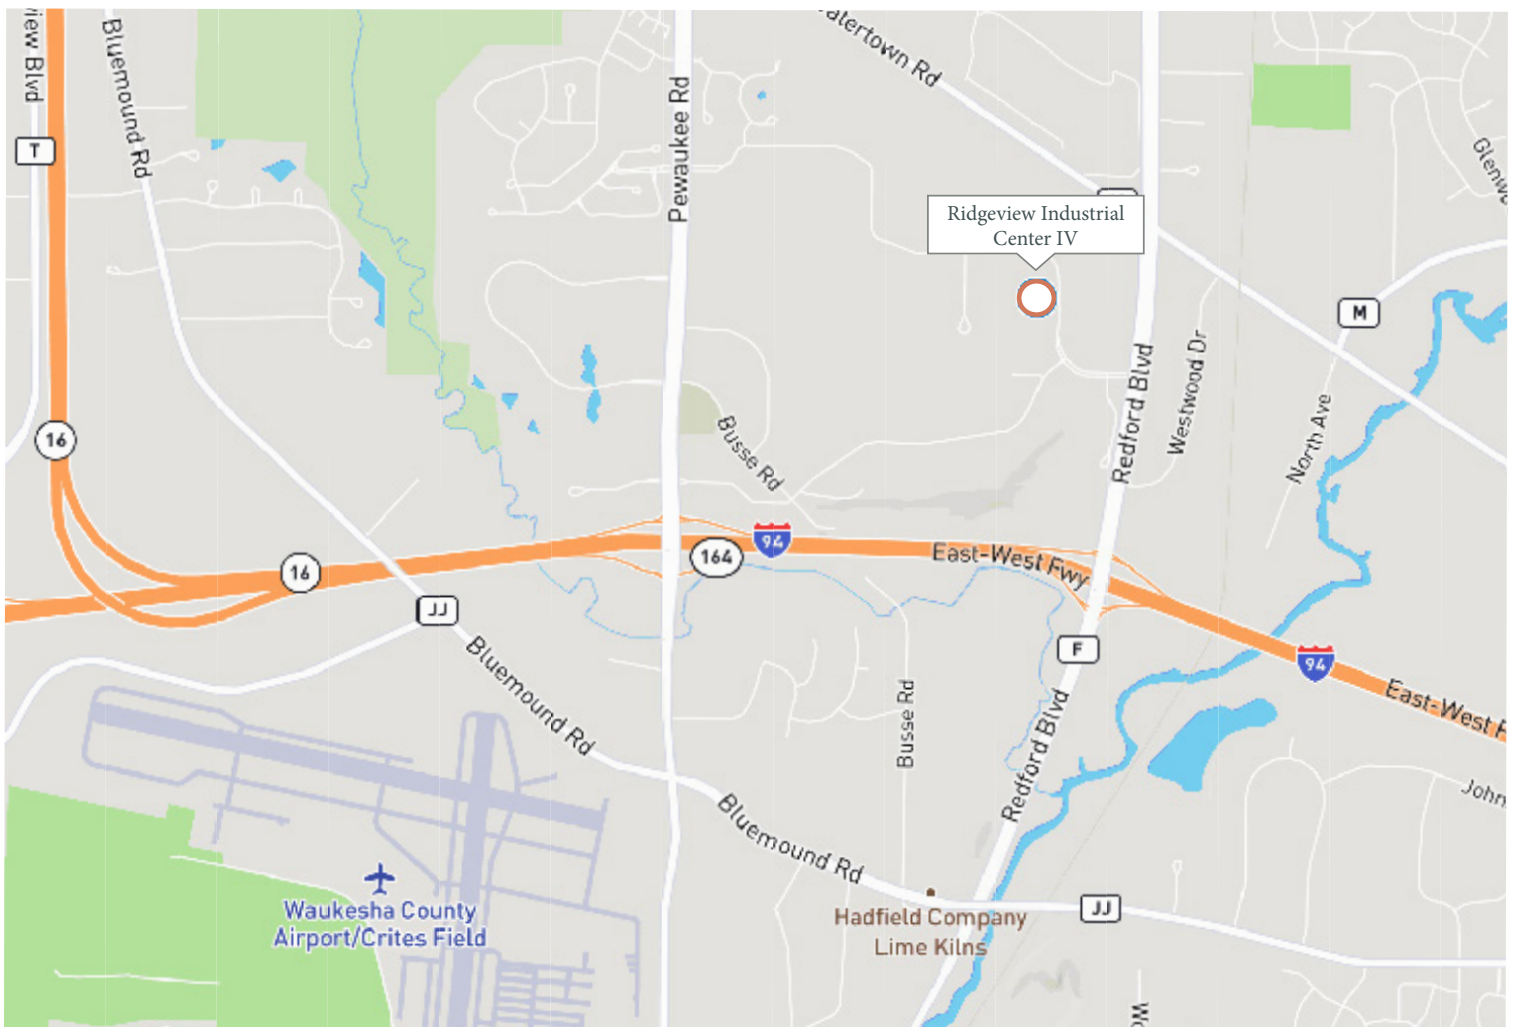 Bluemound Rd
Pewaukee Rd
Rd
T
Ridgeview Industrial
Center IV
M
16
Busse Rd
Redford Blvd
Westwood Dr
North Ave
94
164
East-West Fwy
16
JJ
F
94
Bluemound Rd
Busse Rd
Redford Blvd
East-West
Bluemound Rd
Waukesha County
Airport/Crites Field
Hadfield Company
Lime Kilns
JJ